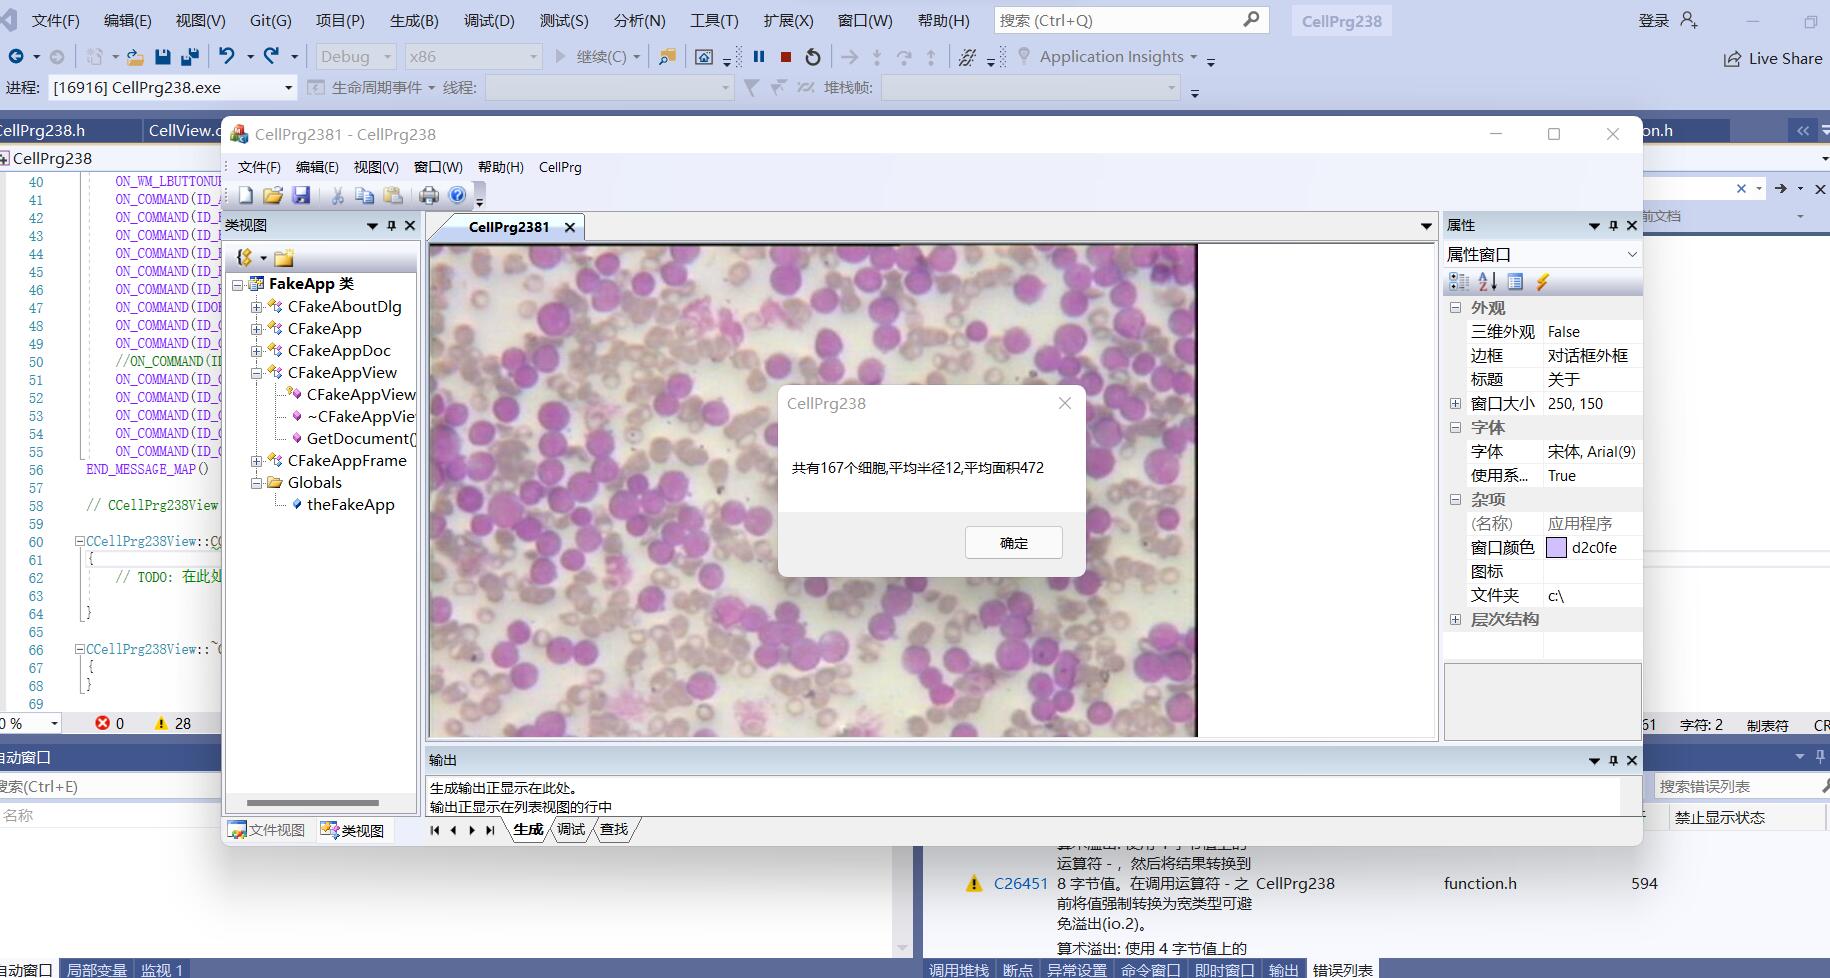 文件(F) 编辑(E) 视图(V) Git(G) 项目(P) 生成(B) 调试(D) 测试(S) 分析(N) 工具(T) 扩展(X) 窗口(W) 帮助(H) 搜索 (Ctrl+Q) CellPrg238 登录
Debug x86 继续(C) Application Insights Live Share
进程: [16916] CellPrg238.exe 生命周期事件 线程: 堆栈帧:
CellPrg238.h CellView.c on.h
CellPrg238
40 ON_WM_LBUTTONU
41 ON_COMMAND(ID_
42 ON_COMMAND(ID_
43 ON_COMMAND(ID_
44 ON_COMMAND(ID_
45 ON_COMMAND(ID_
46 ON_COMMAND(ID_
47 ON_COMMAND(IDO
48 ON_COMMAND(ID_
49 ON_COMMAND(ID_
50 //ON_COMMAND(I
51 ON_COMMAND(ID_
52 ON_COMMAND(ID_
53 ON_COMMAND(ID_
54 ON_COMMAND(ID_
55 ON_COMMAND(ID_
56 END_MESSAGE_MAP()
57
58 // CCellPrg238View
59
60 CCellPrg238View::CC
61 {
62 // TODO: 在此处
63
64 }
65
66 CCellPrg238View::~C
67 {
68 }
69
0 % 0 28
自动窗口
搜索(Ctrl+E)
名称
自动窗口 局部变量 监视 1
CellPrg2381 - CellPrg238
文件(F) 编辑(E) 视图(V) 窗口(W) 帮助(H) CellPrg
类视图
FakeApp 类
CFakeAboutDlg
CFakeApp
CFakeAppDoc
CFakeAppView
CFakeAppView
~CFakeAppVie
GetDocument()
CFakeAppFrame
Globals
theFakeApp
文件视图 类视图
CellPrg2381
CellPrg238
共有167个细胞,平均半径12,平均面积472
确定
属性
属性窗口
外观
三维外观 False
边框 对话框外框
标题 关于
窗口大小 250, 150
字体
字体 宋体, Arial(9)
使用系... True
杂项
(名称) 应用程序
窗口颜色 d2c0fe
图标
文件夹 c:\
层次结构
输出
生成输出正显示在此处。
输出正显示在列表视图的行中
生成 调试 查找
前文档
61 字符: 2 制表符 CR
搜索错误列表
禁止显示状态
算术溢出: 使用 4 字节值上的
运算符 - ，然后将结果转换到
C26451 8 字节值。在调用运算符 - 之 CellPrg238 function.h 594
前将值强制转换为宽类型可避
免溢出(io.2)。
算术溢出: 使用 4 字节值上的
调用堆栈 断点 异常设置 命令窗口 即时窗口 输出 错误列表